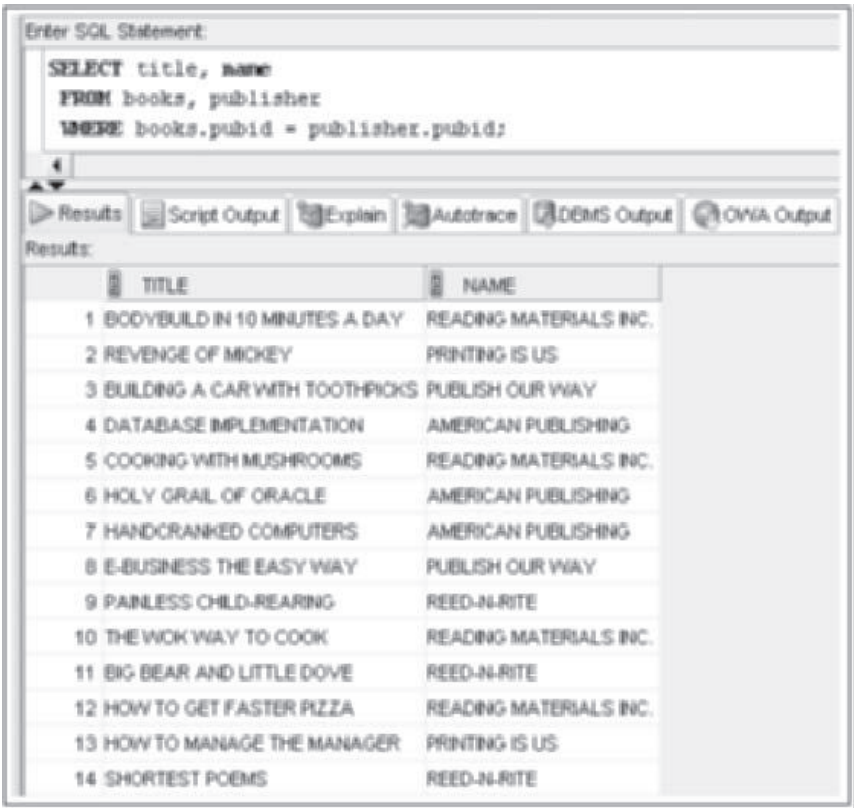 Enter SQL Statement:
SELECT title, name
FROM books, publisher
WHERE books.pubid = publisher.pubid;
Results Script Output Explain Autotrace DBMS Output OWA Output
Results:
TITLE NAME
1 BODYBUILD IN 10 MINUTES A DAY READING MATERIALS INC.
2 REVENGE OF MICKEY PRINTING IS US
3 BUILDING A CAR WITH TOOTHPICKS PUBLISH OUR WAY
4 DATABASE IMPLEMENTATION AMERICAN PUBLISHING
5 COOKING WITH MUSHROOMS READING MATERIALS INC.
6 HOLY GRAIL OF ORACLE AMERICAN PUBLISHING
7 HANDCRANKED COMPUTERS AMERICAN PUBLISHING
8 E-BUSINESS THE EASY WAY PUBLISH OUR WAY
9 PAINLESS CHILD-REARING REED-N-RITE
10 THE WOK WAY TO COOK READING MATERIALS INC.
11 BIG BEAR AND LITTLE DOVE REED-N-RITE
12 HOW TO GET FASTER PIZZA READING MATERIALS INC.
13 HOW TO MANAGE THE MANAGER PRINTING IS US
14 SHORTEST POEMS REED-N-RITE